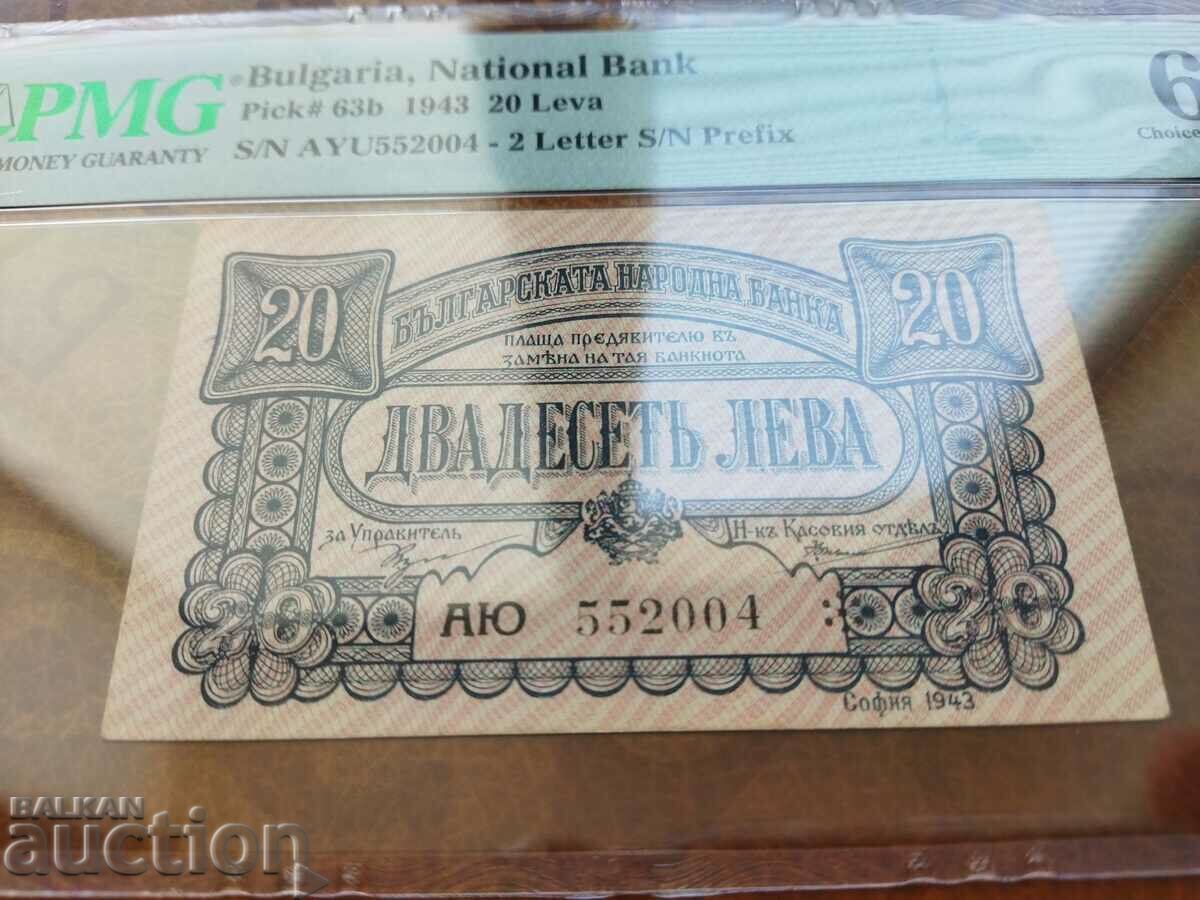 PMG
MONEY GUARANTY
Bulgaria, National Bank
Pick# 63b 1943 20 Leva
S/N AYU552004 - 2 Letter S/N Prefix
6
Choice
20
БЪЛГАРСКАТА НАРОДНА БАНКА
20
ПЛАЩА ПРЕДЯВИТЕЛЮ ВЪ
ЗАМѢНА НА ТАЯ БАНКНОТА
ДВАДЕСЕТЬ ЛЕВА
за Управитель
Н-къ Касовия отдѣлъ
20
АЮ 552004
20
София 1943
BALKAN
auction